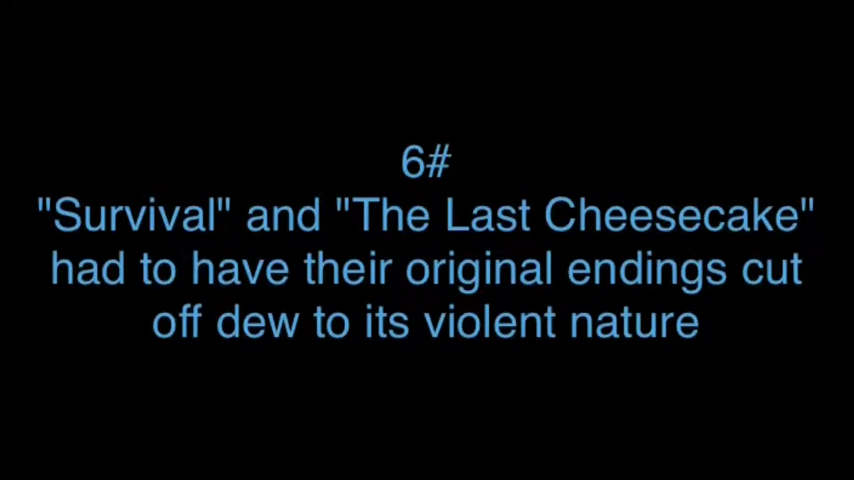 6#
"Survival" and "The Last Cheesecake"
had to have their original endings cut
off dew to its violent nature